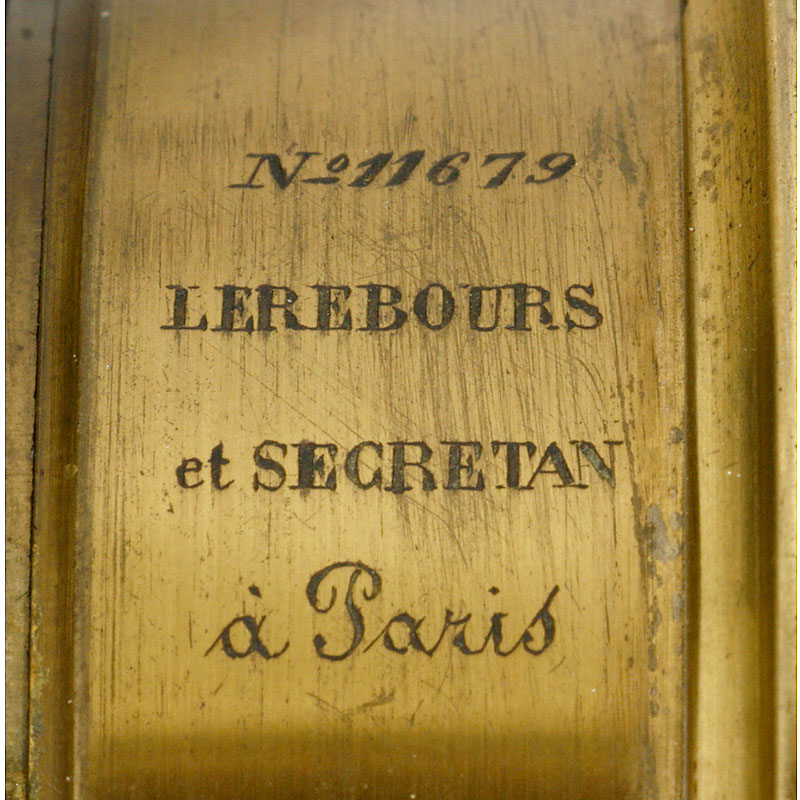 Nº 11679
LEREBOURS
et SECRETAN
à Paris